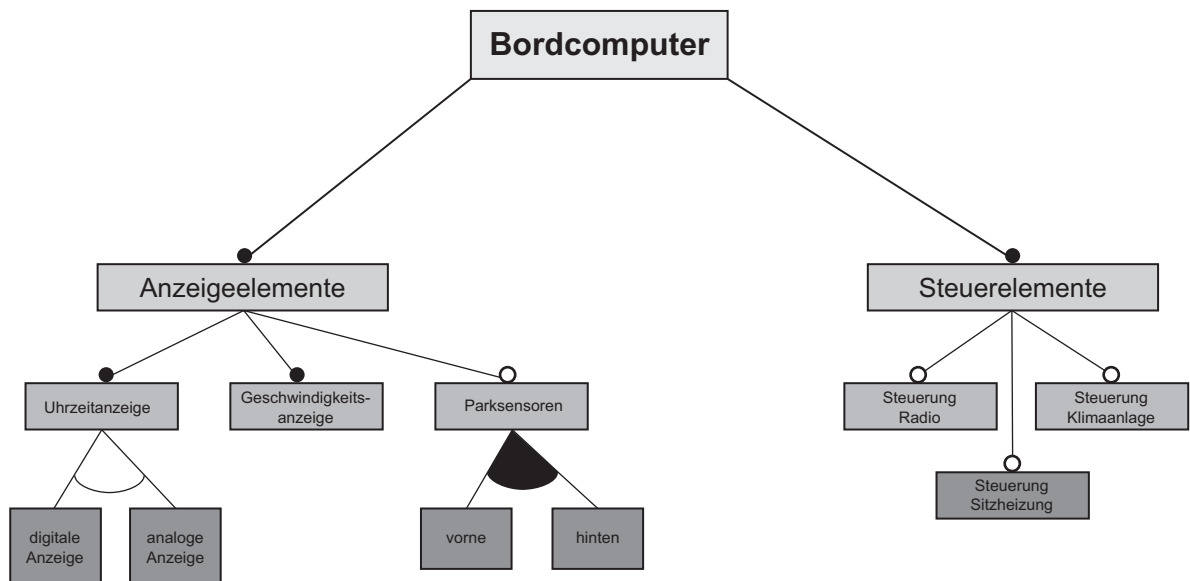 Bordcomputer
Anzeigeelemente
Steuerelemente
Uhrzeitanzeige
Geschwindigkeits-
anzeige
Parksensoren
Steuerung
Radio
Steuerung
Klimaanlage
Steuerung
Sitzheizung
digitale
Anzeige
analoge
Anzeige
vorne
hinten